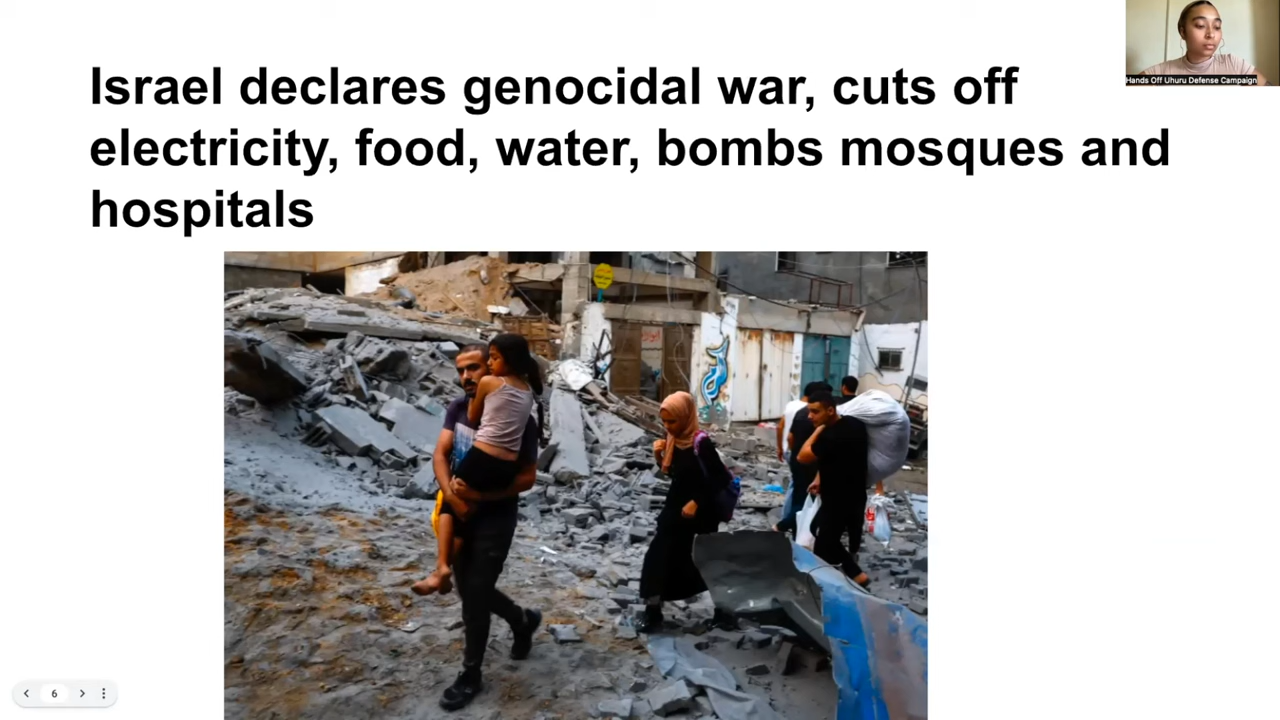 Israel declares genocidal war, cuts off
electricity, food, water, bombs mosques and
hospitals
Hands Off Uhuru Defense Campaign
6